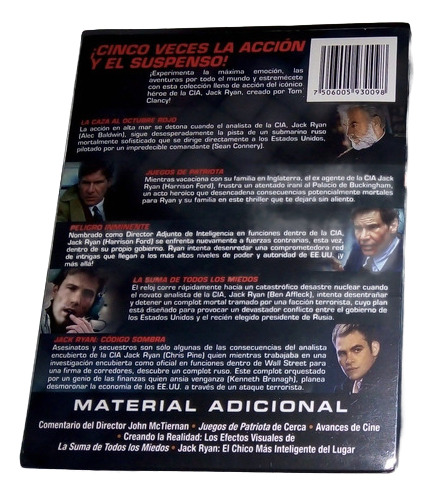 ¡CINCO VECES LA ACCIÓN
Y EL SUSPENSO!
¡Experimenta la máxima emoción, las
aventuras por todo el mundo y estremécete
con esta colección llena de acción del icónico
héroe de la CIA, Jack Ryan, creado por Tom
Clancy!
7 506005 930098
LA CAZA AL OCTUBRE ROJO
La acción en alta mar se detona cuando el analista de la CIA, Jack Ryan
(Alec Baldwin), sigue desesperadamente la pista de un submarino ruso
mortalmente sofisticado que se dirige directamente a los Estados Unidos,
pilotado por un impredecible comandante (Sean Connery).
JUEGOS DE PATRIOTA
Mientras vacaciona con su familia en Inglaterra, el ex agente de la CIA Jack
Ryan (Harrison Ford), frustra un atentado irani al Palacio de Buckingham,
un acto heroico que desencadena consecuencias potencialmente mortales
para Ryan y su familia en este thriller que te dejará sin aliento.
PELIGRO INMINENTE
Nombrado como Director Adjunto de Inteligencia en funciones dentro de la CIA,
Jack Ryan (Harrison Ford) se enfrenta nuevamente a fuerzas contrarias, esta vez,
dentro de su propio gobierno. Ryan intenta desenredar una comprometedora red
de intrigas que llegan a los más altos niveles de poder y autoridad de EE.UU. ¡Y
más allá!
LA SUMA DE TODOS LOS MIEDOS
El reloj corre rápidamente hacia un catastrófico desastre nuclear cuando
el novato analista de la CIA, Jack Ryan (Ben Affleck), intenta desentrañar
y detener un complot mortal tramado por una facción terrorista, cuyo plan
está diseñado para provocar un devastador conflicto entre el gobierno de
los Estados Unidos y el recién elegido presidente de Rusia.
JACK RYAN: CÓDIGO SOMBRA
Asesinatos y secuestros son sólo algunas de las consecuencias del analista
encubierto de la CIA Jack Ryan (Chris Pine) quien mientras trabajaba en una
investigación encubierta como oficial en funciones dentro de Wall Street para
una firma de corredores, descubre un complot ruso. Este complot orquestado
por un genio de las finanzas quien ansía venganza (Kenneth Branagh), planea
desmoronar la economía de los EE.UU. a través de un ataque terrorista.
MATERIAL ADICIONAL
Comentario del Director John McTiernan • Juegos de Patriota de Cerca • Avances de Cine
• Creando la Realidad: Los Efectos Visuales de
La Suma de Todos los Miedos • Jack Ryan: El Chico Más Inteligente del Lugar